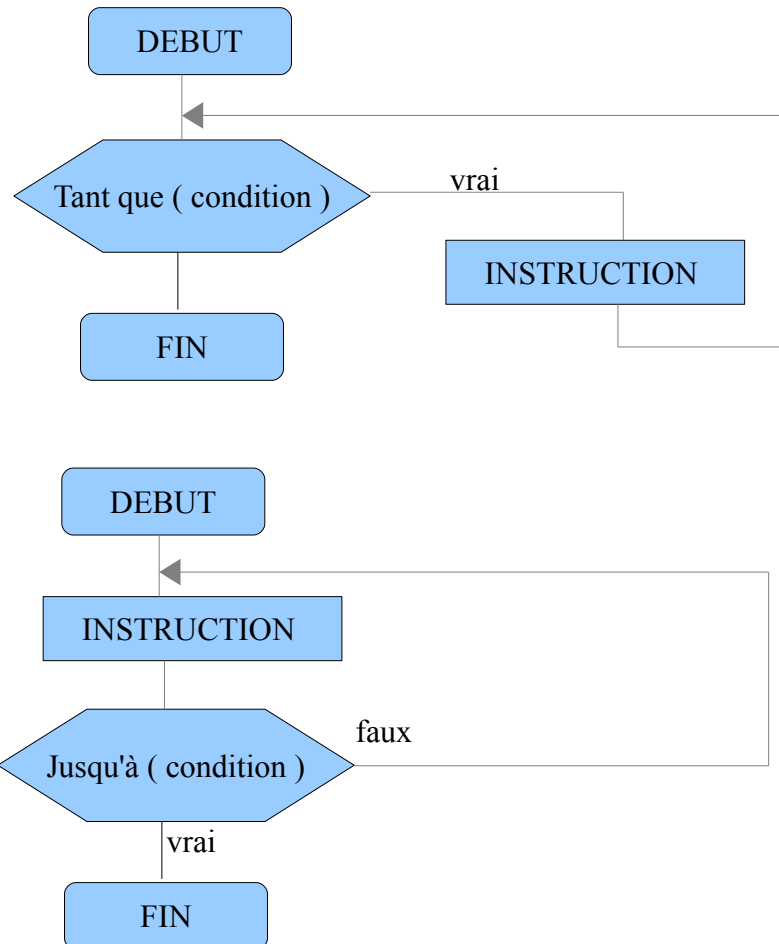 DEBUT
Tant que ( condition )
vrai
INSTRUCTION
FIN
DEBUT
INSTRUCTION
Jusqu'à ( condition )
faux
vrai
FIN